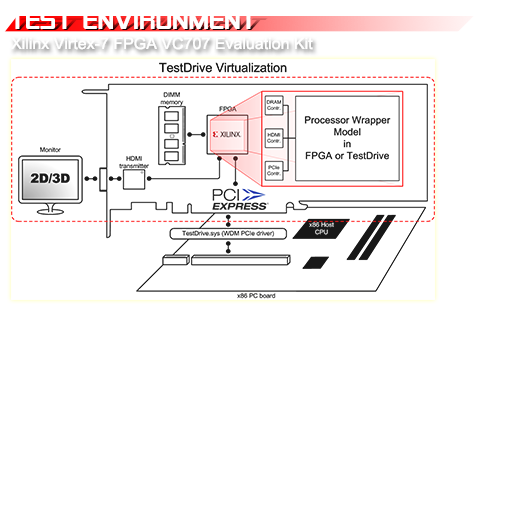 TEST ENVIRONMENT
Xilinx Virtex-7 FPGA VC707 Evaluation Kit
TestDrive Virtualization
DIMM
memory
FPGA
DRAM
Contr.
Processor Wrapper
Model
in
FPGA or TestDrive
XILINX
HDMI
Contr.
Monitor
HDMI
transmitter
PCIe
Contr.
2D/3D
PCI
EXPRESS
TestDrive.sys (WDM PCIe driver)
x86 Host
CPU
x86 PC board